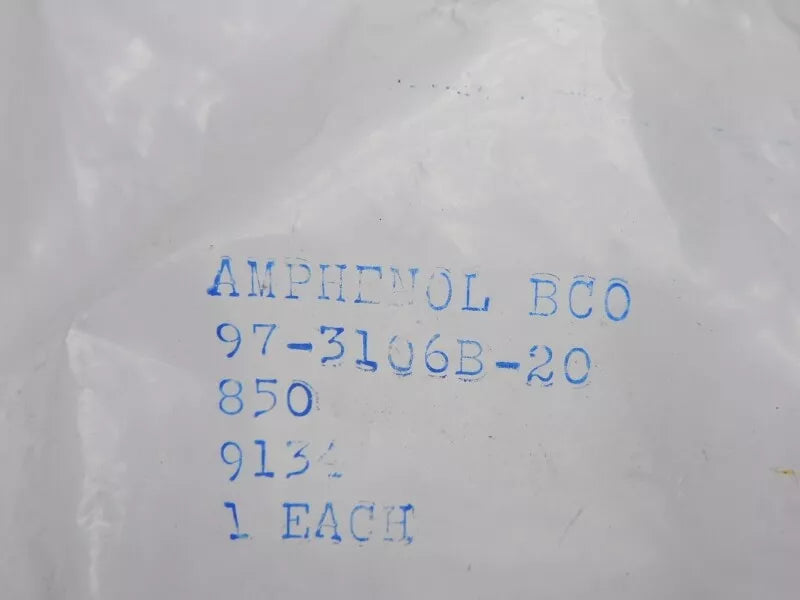 AMPHENOL BCO
97-3106B-20
850
9134
1 EACH